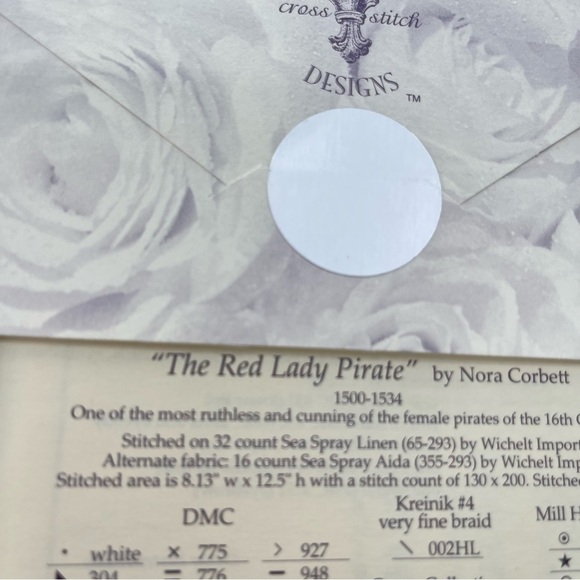 cross stitch
DESIGNS™
"The Red Lady Pirate" by Nora Corbett
1500-1534
One of the most ruthless and cunning of the female pirates of the 16th
Stitched on 32 count Sea Spray Linen (65-293) by Wichelt Import
Alternate fabric: 16 count Sea Spray Aida (355-293) by Wichelt Imp
Stitched area is 8.13" w x 12.5" h with a stitch count of 130 x 200. Stitche
DMC Kreinik #4 Mill H
very fine braid
• white × 775 > 927 \ 002HL
304 = 776 − 948 ★